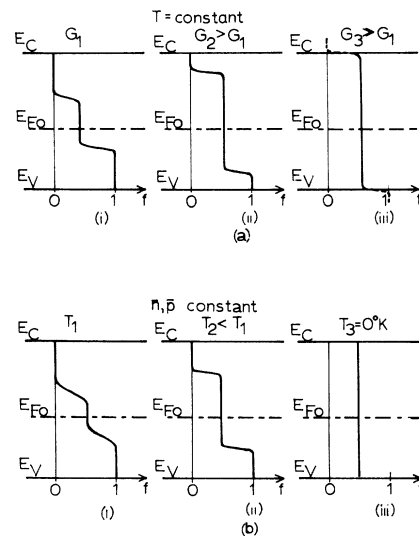 T = constant
E_C G_1 E_C G_2 > G_1 E_C G_3 ≫ G_1
E_Fo E_Fo E_Fo
E_V E_V E_V
0 1 f 0 1 0 1 f
(i) (ii) (iii)
(a)
n̄, p̄ constant
E_C T_1 E_C T_2 < T_1 E_C T_3 = 0°K
E_Fo E_Fo E_Fo
E_V E_V E_V
0 1 f 0 1 f 0 1 f
(i) (ii) (iii)
(b)